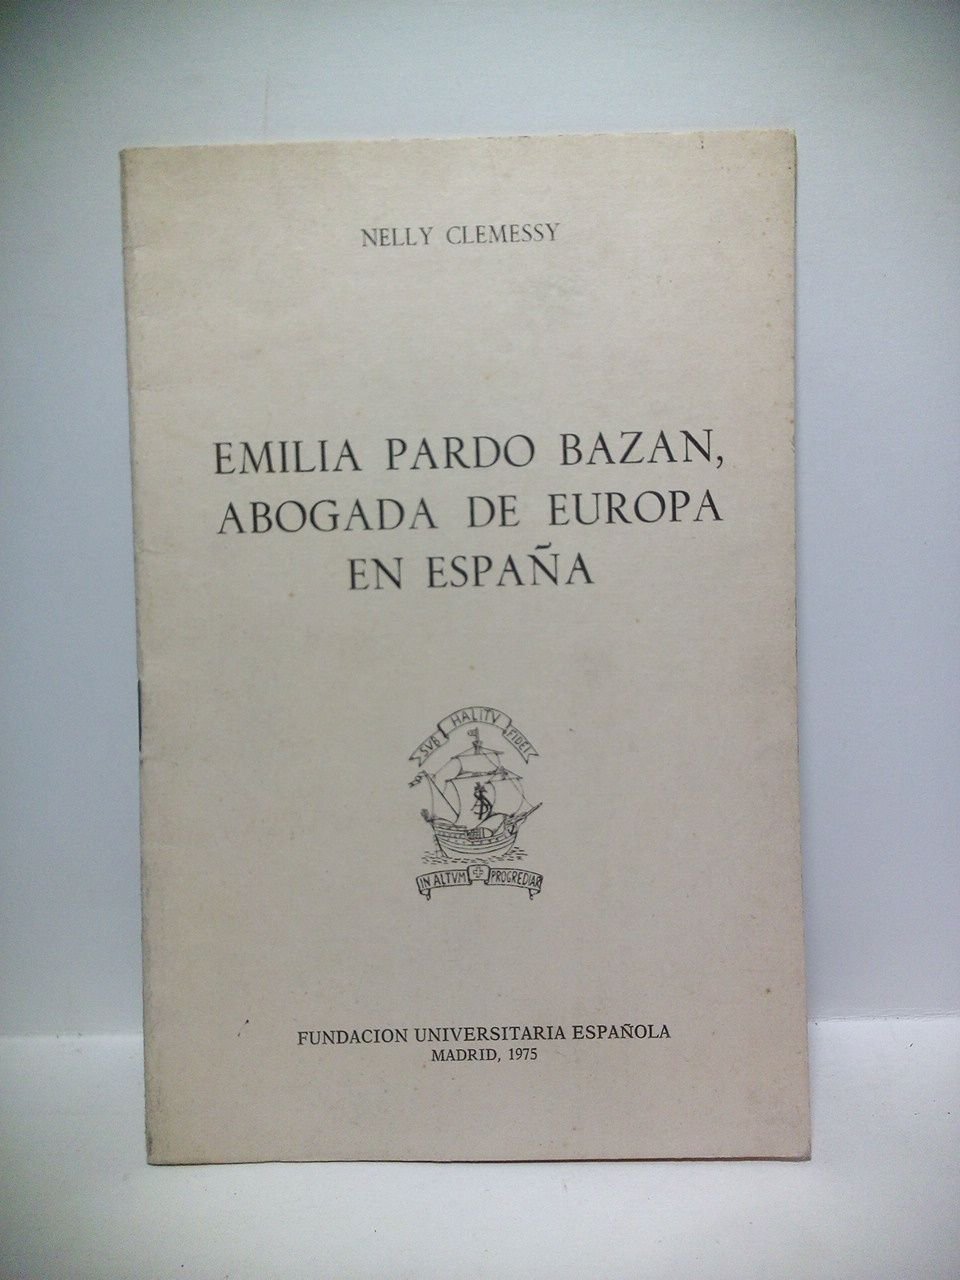 NELLY CLEMESSY
EMILIA PARDO BAZAN,
ABOGADA DE EUROPA
EN ESPAÑA
SVB HALITV FIDEI
IN ALTVM PROGREDIAR
FUNDACION UNIVERSITARIA ESPAÑOLA
MADRID, 1975